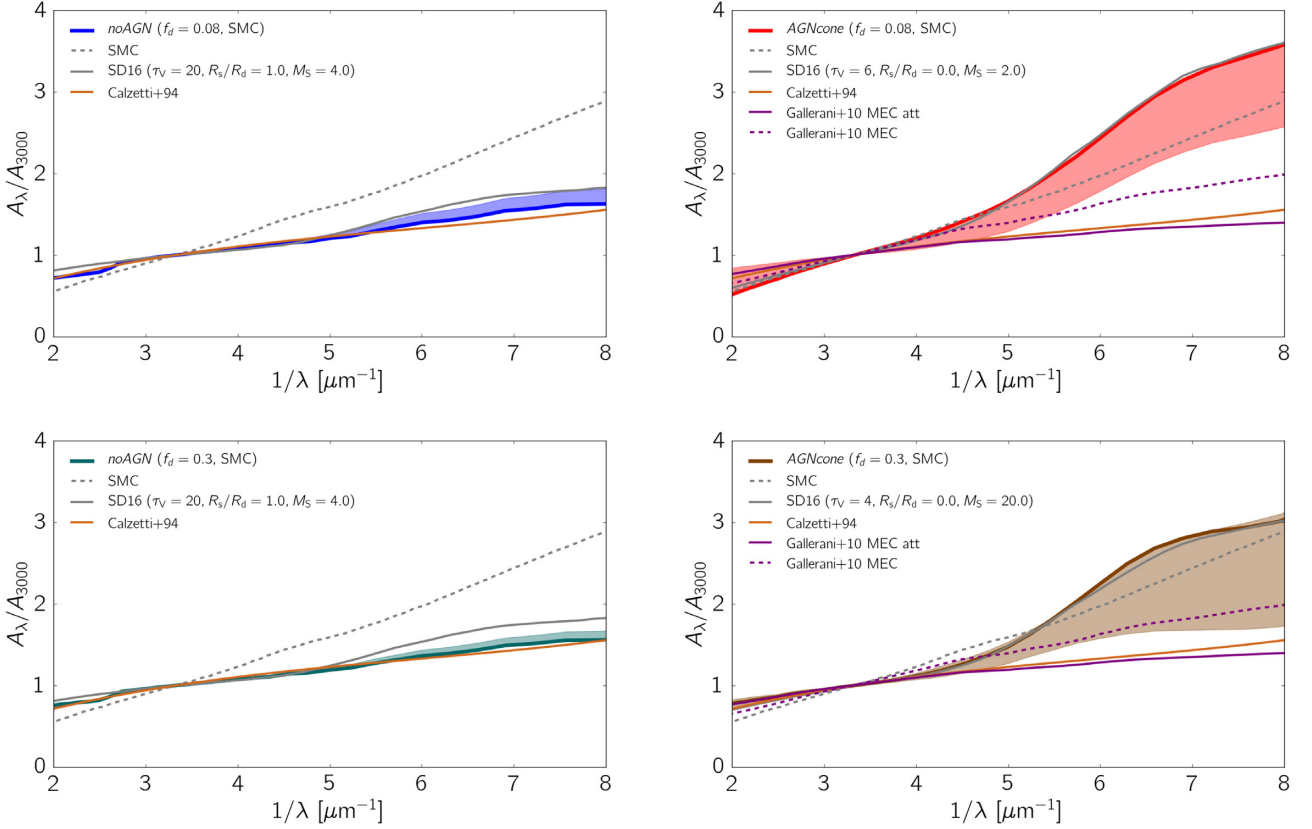 4
3
2
1
0
A_λ/A_3000
noAGN (f_d = 0.08, SMC)
SMC
SD16 (τ_V = 20, R_s/R_d = 1.0, M_S = 4.0)
Calzetti+94
2 3 4 5 6 7 8
1/λ [μm⁻¹]
4
3
2
1
0
A_λ/A_3000
AGNcone (f_d = 0.08, SMC)
SMC
SD16 (τ_V = 6, R_s/R_d = 0.0, M_S = 2.0)
Calzetti+94
Gallerani+10 MEC att
Gallerani+10 MEC
2 3 4 5 6 7 8
1/λ [μm⁻¹]
4
3
2
1
0
A_λ/A_3000
noAGN (f_d = 0.3, SMC)
SMC
SD16 (τ_V = 20, R_s/R_d = 1.0, M_S = 4.0)
Calzetti+94
2 3 4 5 6 7 8
1/λ [μm⁻¹]
4
3
2
1
0
A_λ/A_3000
AGNcone (f_d = 0.3, SMC)
SMC
SD16 (τ_V = 4, R_s/R_d = 0.0, M_S = 20.0)
Calzetti+94
Gallerani+10 MEC att
Gallerani+10 MEC
2 3 4 5 6 7 8
1/λ [μm⁻¹]